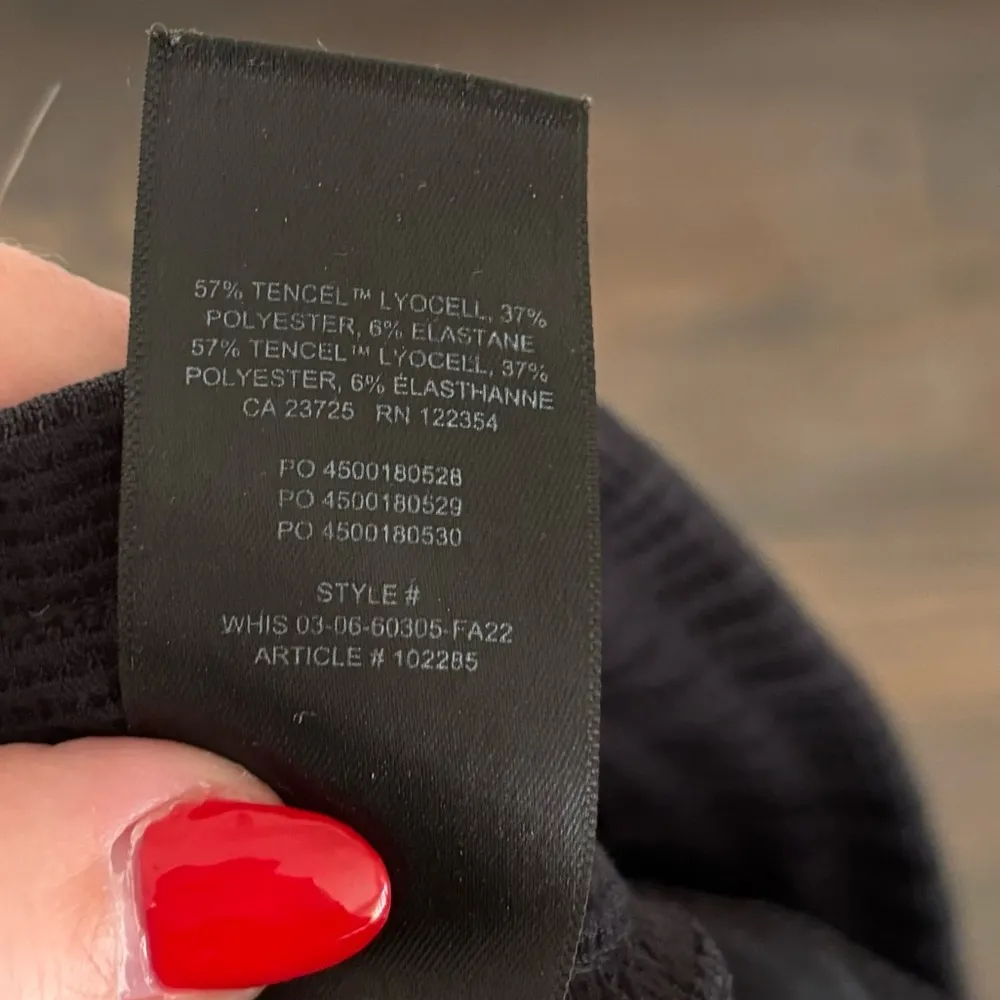 57% TENCEL™ LYOCELL, 37%
POLYESTER, 6% ELASTANE
57% TENCEL™ LYOCELL, 37%
POLYESTER, 6% ÉLASTHANNE
CA 23725 RN 122354
PO 4500180528
PO 4500180529
PO 4500180530
STYLE #
WHIS 03-06-60305-FA22
ARTICLE # 102285